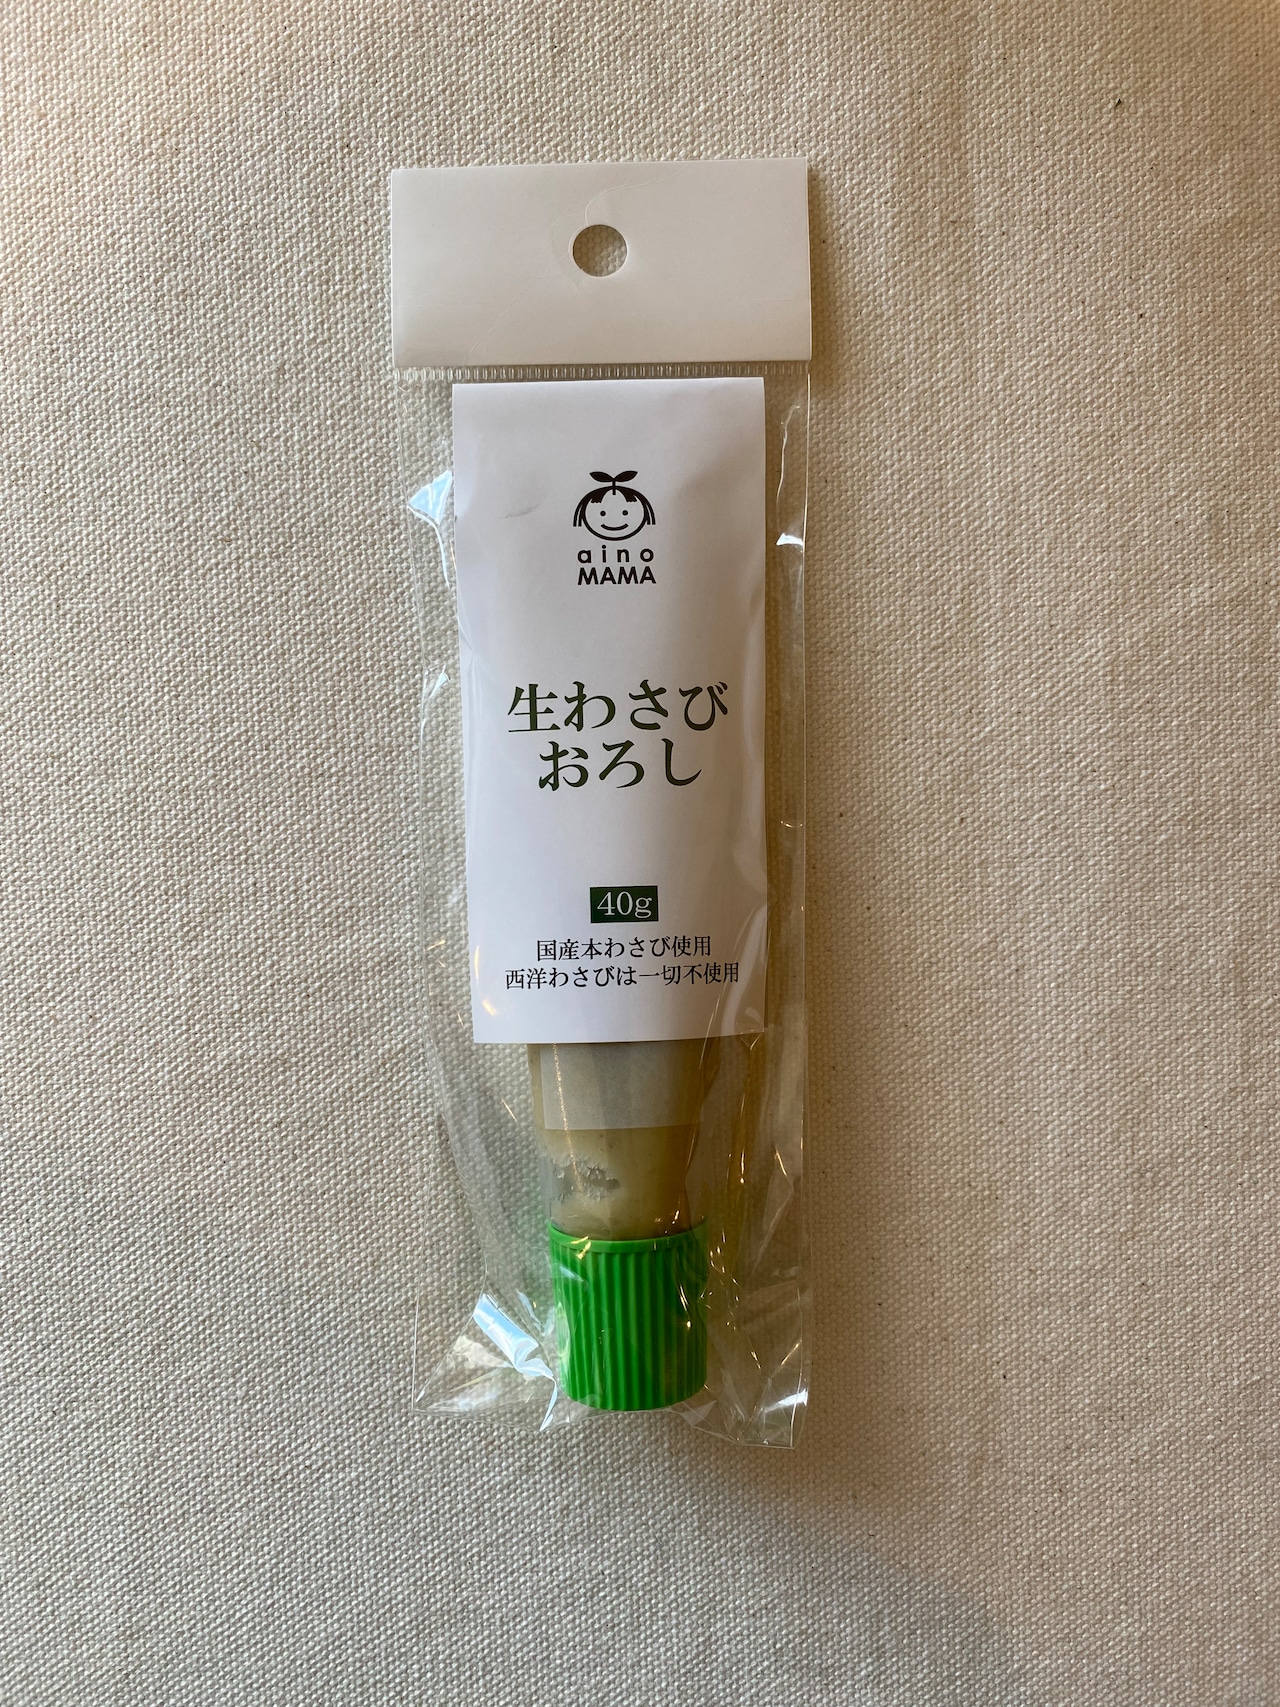 aino
MAMA
生わさび
おろし
40g
国産本わさび使用
西洋わさびは一切不使用